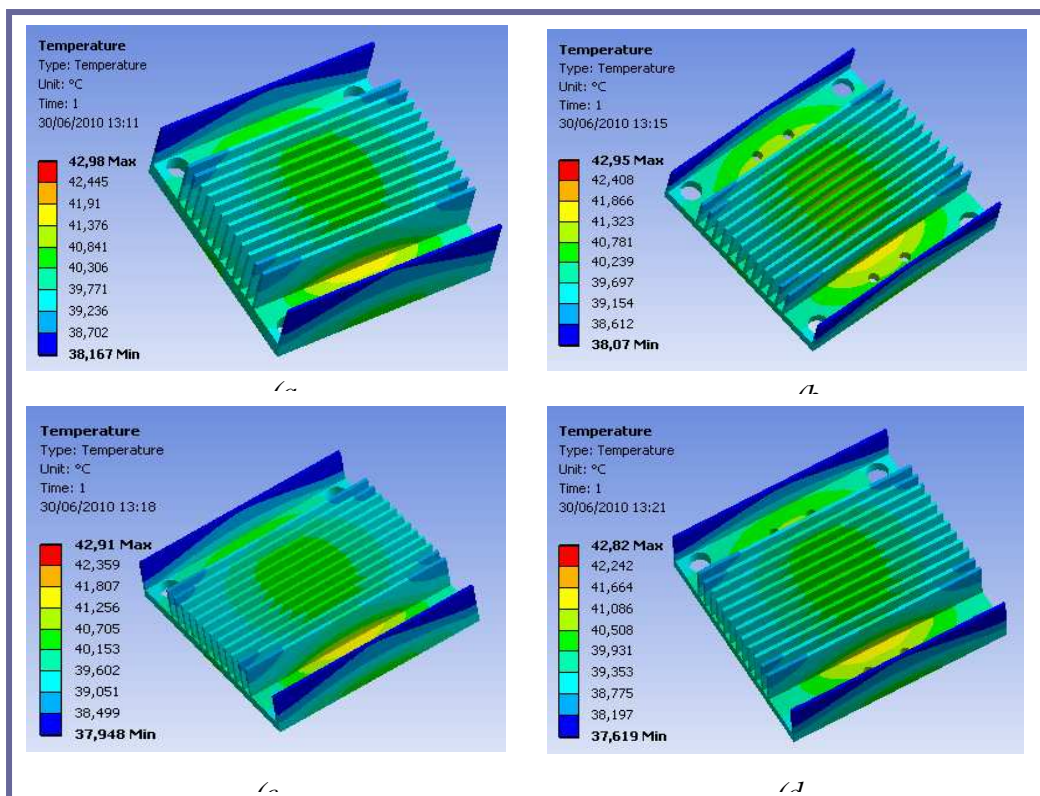 Temperature
Type: Temperature
Unit: °C
Time: 1
30/06/2010 13:11
42,98 Max
42,445
41,91
41,376
40,841
40,306
39,771
39,236
38,702
38,167 Min
(a
Temperature
Type: Temperature
Unit: °C
Time: 1
30/06/2010 13:15
42,95 Max
42,408
41,866
41,323
40,781
40,239
39,697
39,154
38,612
38,07 Min
(b
Temperature
Type: Temperature
Unit: °C
Time: 1
30/06/2010 13:18
42,91 Max
42,359
41,807
41,256
40,705
40,153
39,602
39,051
38,499
37,948 Min
(c
Temperature
Type: Temperature
Unit: °C
Time: 1
30/06/2010 13:21
42,82 Max
42,242
41,664
41,086
40,508
39,931
39,353
38,775
38,197
37,619 Min
(d